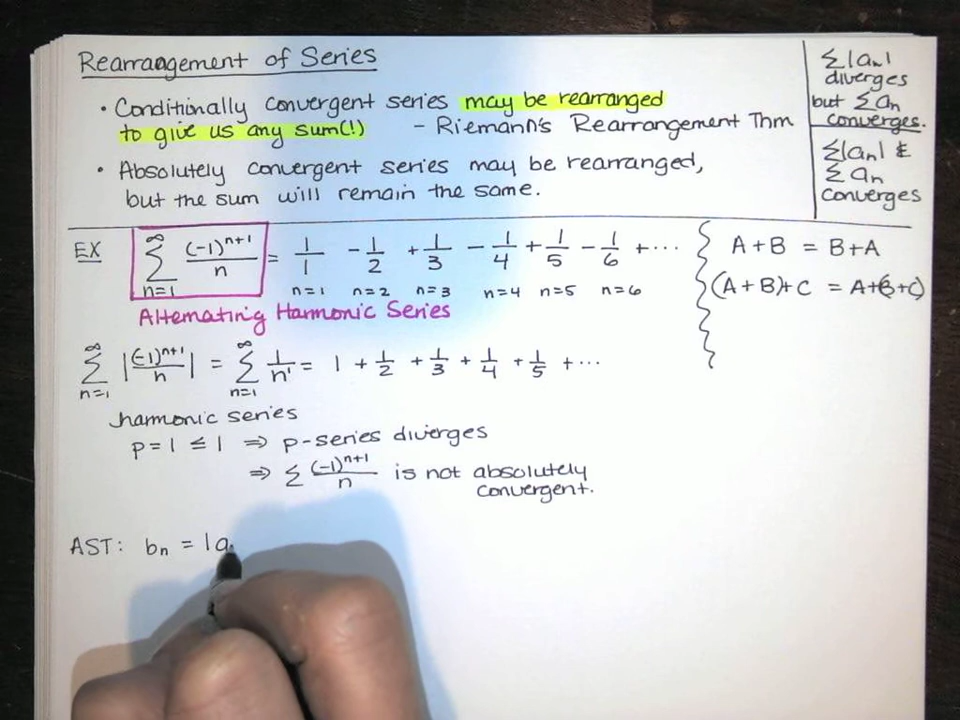 Rearrangement of Series
• Conditionally convergent series may be rearranged
to give us any sum(!) – Riemann's Rearrangement Thm
• Absolutely convergent series may be rearranged,
but the sum will remain the same.
Σ|aₙ|
diverges
but Σaₙ
converges.
Σ|aₙ| &
Σaₙ
converges
EX ∞ Σ n=1 (-1)ⁿ⁺¹/n = 1/1 - 1/2 + 1/3 - 1/4 + 1/5 - 1/6 + ⋯
n=1 n=2 n=3 n=4 n=5 n=6
Alternating Harmonic Series
A+B = B+A
(A+B)+C = A+(B+C)
∞ Σ n=1 |(-1)ⁿ⁺¹/n| = ∞ Σ n=1 1/n¹ = 1 + 1/2 + 1/3 + 1/4 + 1/5 + ⋯
harmonic series
p=1 ≤ 1 ⇒ p-series diverges
⇒ Σ (-1)ⁿ⁺¹/n is not absolutely
convergent.
AST: bₙ = |a